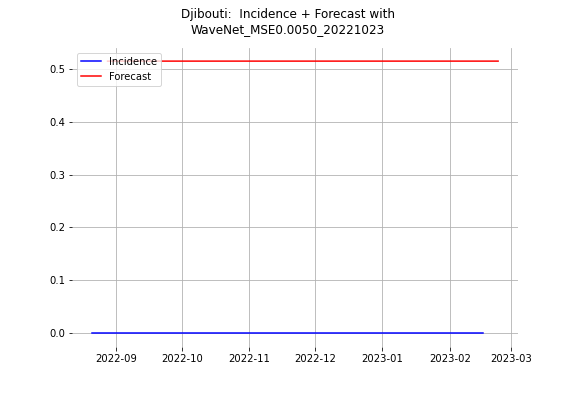 Djibouti:  Incidence + Forecast with
WaveNet_MSE0.0050_20221023
Incidence
Forecast
0.5
0.4
0.3
0.2
0.1
0.0
2022-09 2022-10 2022-11 2022-12 2023-01 2023-02 2023-03